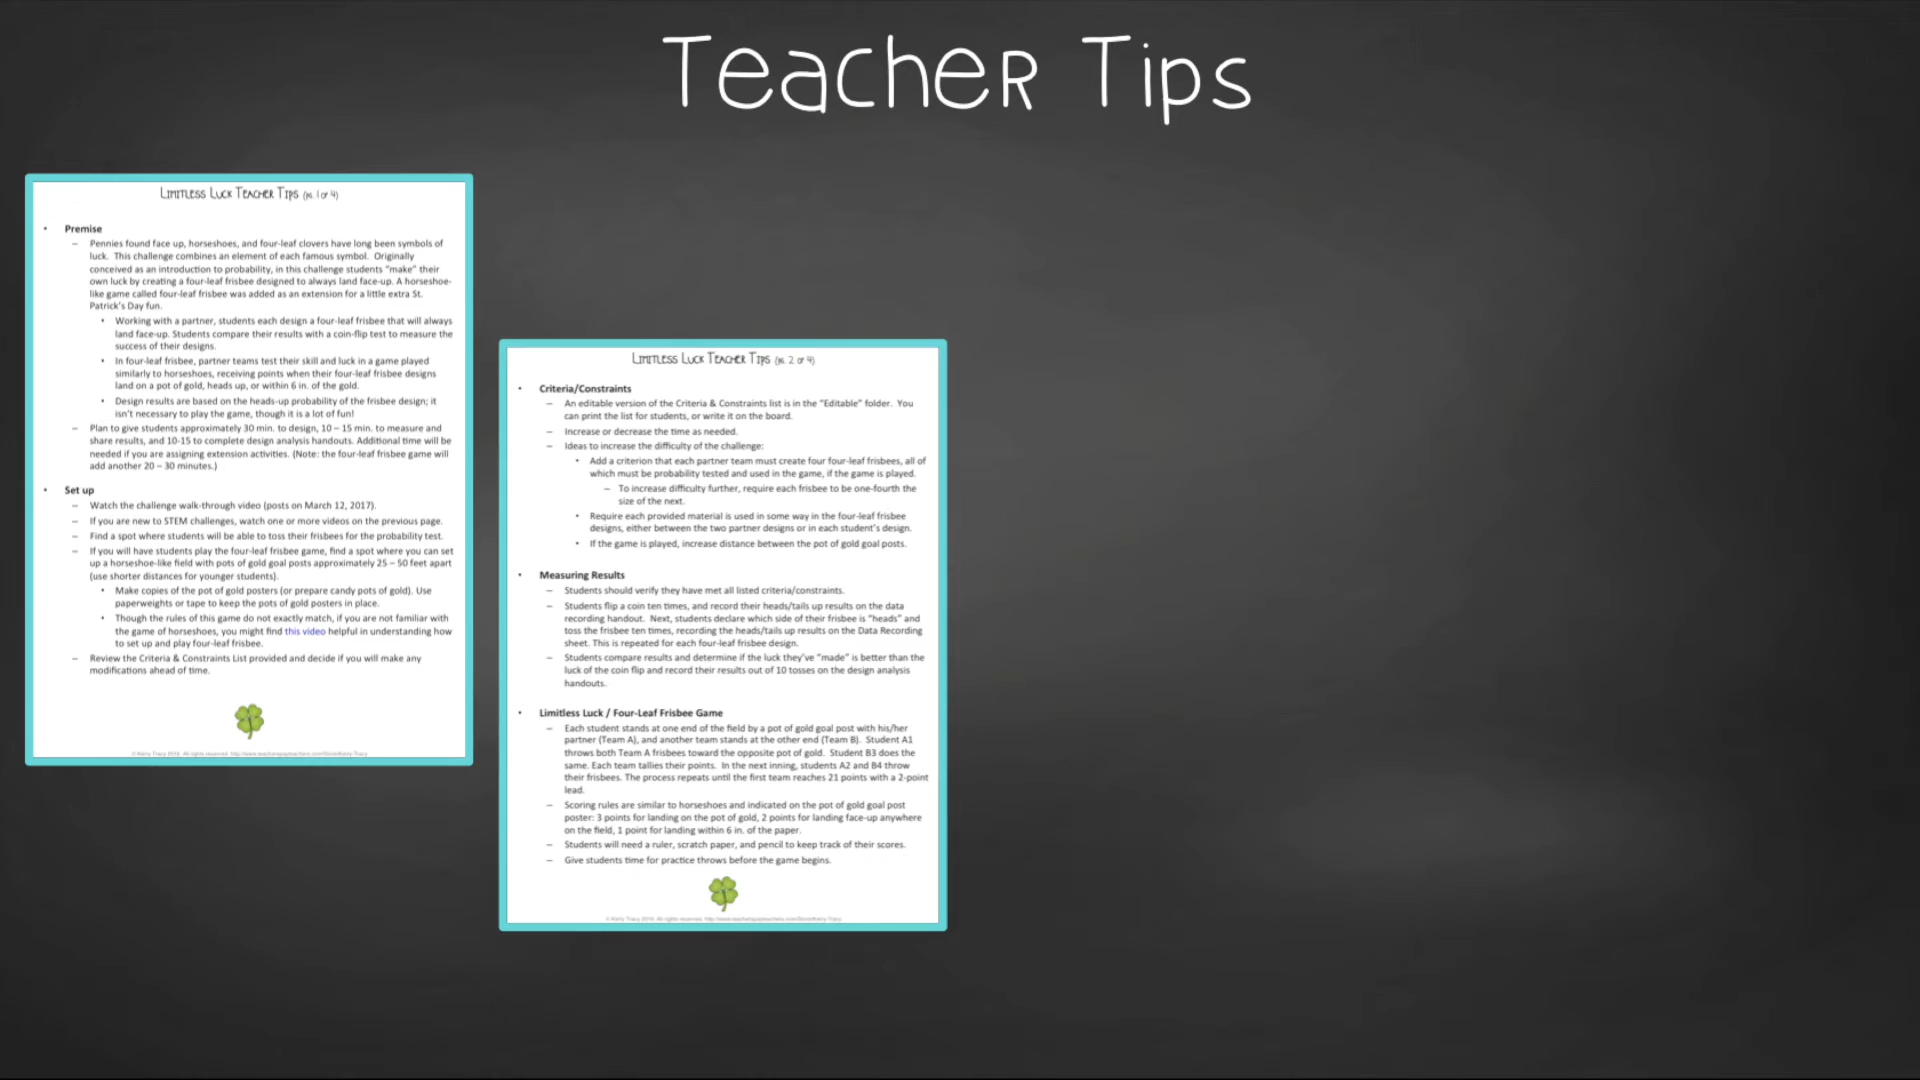 Teacher Tips
Limitless Luck Teacher Tips (pg. 1 of 4)
• Premise
– Pennies found face up, horseshoes, and four-leaf clovers have long been symbols of
luck. This challenge combines an element of each famous symbol. Originally
conceived as an introduction to probability, in this challenge students “make” their
own luck by creating a four-leaf frisbee designed to always land face-up. A horseshoe-
like game called four-leaf frisbee was added as an extension for a little extra St.
Patrick’s Day fun.
• Working with a partner, students each design a four-leaf frisbee that will always
land face-up. Students compare their results with a coin-flip test to measure the
success of their designs.
• In four-leaf frisbee, partner teams test their skill and luck in a game played
similarly to horseshoes, receiving points when their four-leaf frisbee designs
land on a pot of gold, heads up, or within 6 in. of the gold.
• Design results are based on the heads-up probability of the frisbee design; it
isn’t necessary to play the game, though it is a lot of fun!
– Plan to give students approximately 30 min. to design, 10 – 15 min. to measure and
share results, and 10-15 to complete design analysis handouts. Additional time will be
needed if you are assigning extension activities. (Note: the four-leaf frisbee game will
add another 20 – 30 minutes.)
• Set up
– Watch the challenge walk-through video (posts on March 12, 2017).
– If you are new to STEM challenges, watch one or more videos on the previous page.
– Find a spot where students will be able to toss their frisbees for the probability test.
– If you will have students play the four-leaf frisbee game, find a spot where you can set
up a horseshoe-like field with pots of gold goal posts approximately 25 – 50 feet apart
(use shorter distances for younger students).
• Make copies of the pot of gold posters (or prepare candy pots of gold). Use
paperweights or tape to keep the pots of gold posters in place.
• Though the rules of this game do not exactly match, if you are not familiar with
the game of horseshoes, you might find this video helpful in understanding how
to set up and play four-leaf frisbee.
– Review the Criteria & Constraints List provided and decide if you will make any
modifications ahead of time.
© Kerry Tracy 2016. All rights reserved. http://www.teacherspayteachers.com/Store/Kerry-Tracy
Limitless Luck Teacher Tips (pg. 2 of 4)
• Criteria/Constraints
– An editable version of the Criteria & Constraints list is in the “Editable” folder. You
can print the list for students, or write it on the board.
– Increase or decrease the time as needed.
– Ideas to increase the difficulty of the challenge:
• Add a criterion that each partner team must create four four-leaf frisbees, all of
which must be probability tested and used in the game, if the game is played.
– To increase difficulty further, require each frisbee to be one-fourth the
size of the next.
• Require each provided material is used in some way in the four-leaf frisbee
designs, either between the two partner designs or in each student’s design.
• If the game is played, increase distance between the pot of gold goal posts.
• Measuring Results
– Students should verify they have met all listed criteria/constraints.
– Students flip a coin ten times, and record their heads/tails up results on the data
recording handout. Next, students declare which side of their frisbee is “heads” and
toss the frisbee ten times, recording the heads/tails up results on the Data Recording
sheet. This is repeated for each four-leaf frisbee design.
– Students compare results and determine if the luck they’ve “made” is better than the
luck of the coin flip and record their results out of 10 tosses on the design analysis
handouts.
• Limitless Luck / Four-Leaf Frisbee Game
– Each student stands at one end of the field by a pot of gold goal post with his/her
partner (Team A), and another team stands at the other end (Team B). Student A1
throws both Team A frisbees toward the opposite pot of gold. Student B3 does the
same. Each team tallies their points. In the next inning, students A2 and B4 throw
their frisbees. The process repeats until the first team reaches 21 points with a 2-point
lead.
– Scoring rules are similar to horseshoes and indicated on the pot of gold goal post
poster: 3 points for landing on the pot of gold, 2 points for landing face-up anywhere
on the field, 1 point for landing within 6 in. of the paper.
– Students will need a ruler, scratch paper, and pencil to keep track of their scores.
– Give students time for practice throws before the game begins.
© Kerry Tracy 2016. All rights reserved. http://www.teacherspayteachers.com/Store/Kerry-Tracy